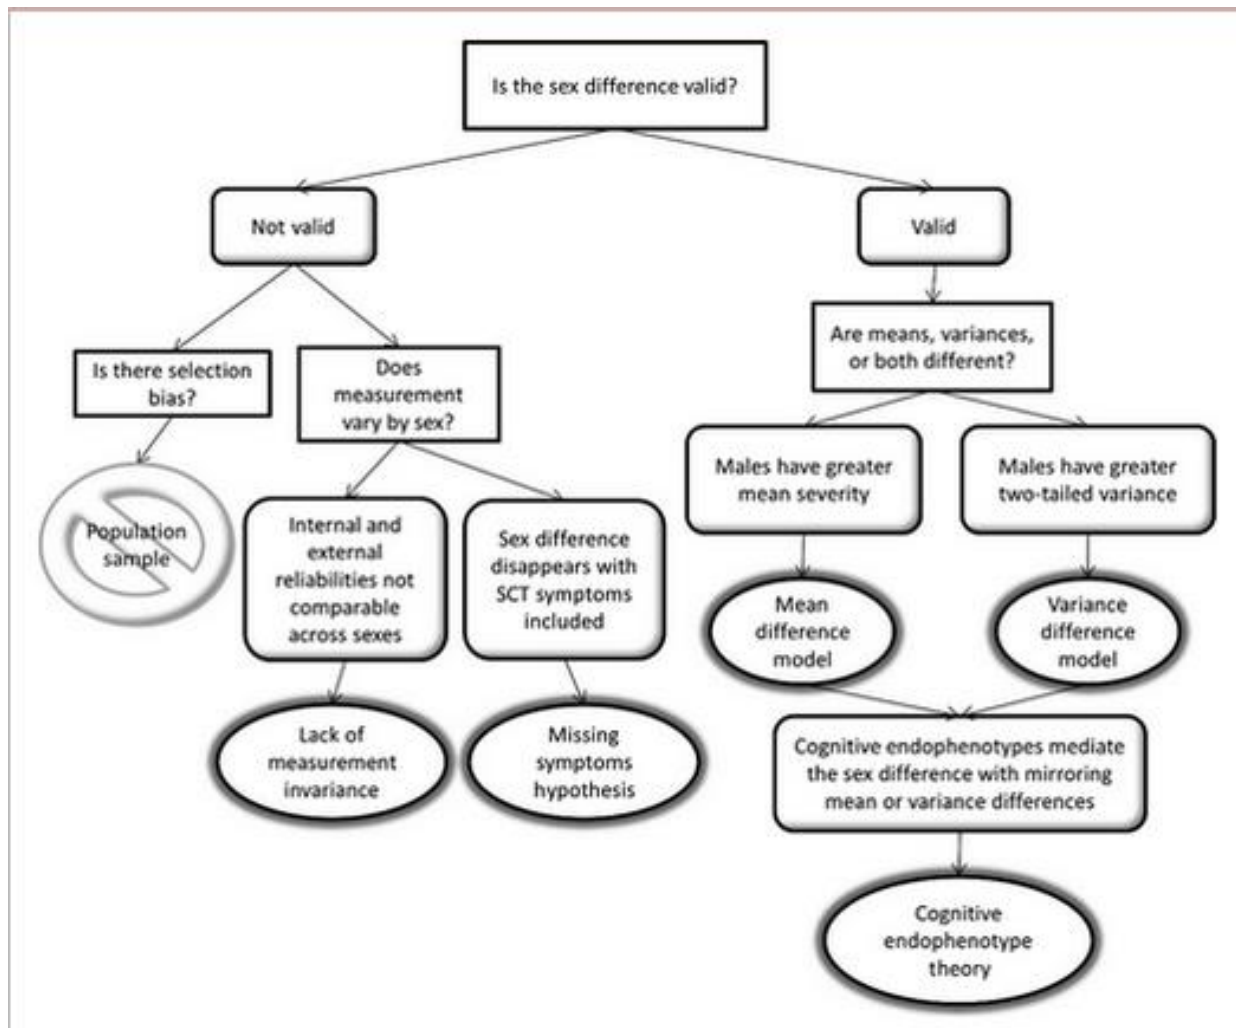 Is the sex difference valid?
Not valid
Valid
Is there selection
bias?
Does
measurement
vary by sex?
Are means, variances,
or both different?
Population
sample
Internal and
external
reliabilities not
comparable
across sexes
Sex difference
disappears with
SCT symptoms
included
Males have greater
mean severity
Males have greater
two-tailed variance
Mean
difference
model
Variance
difference
model
Lack of
measurement
invariance
Missing
symptoms
hypothesis
Cognitive endophenotypes mediate
the sex difference with mirroring
mean or variance differences
Cognitive
endophenotype
theory